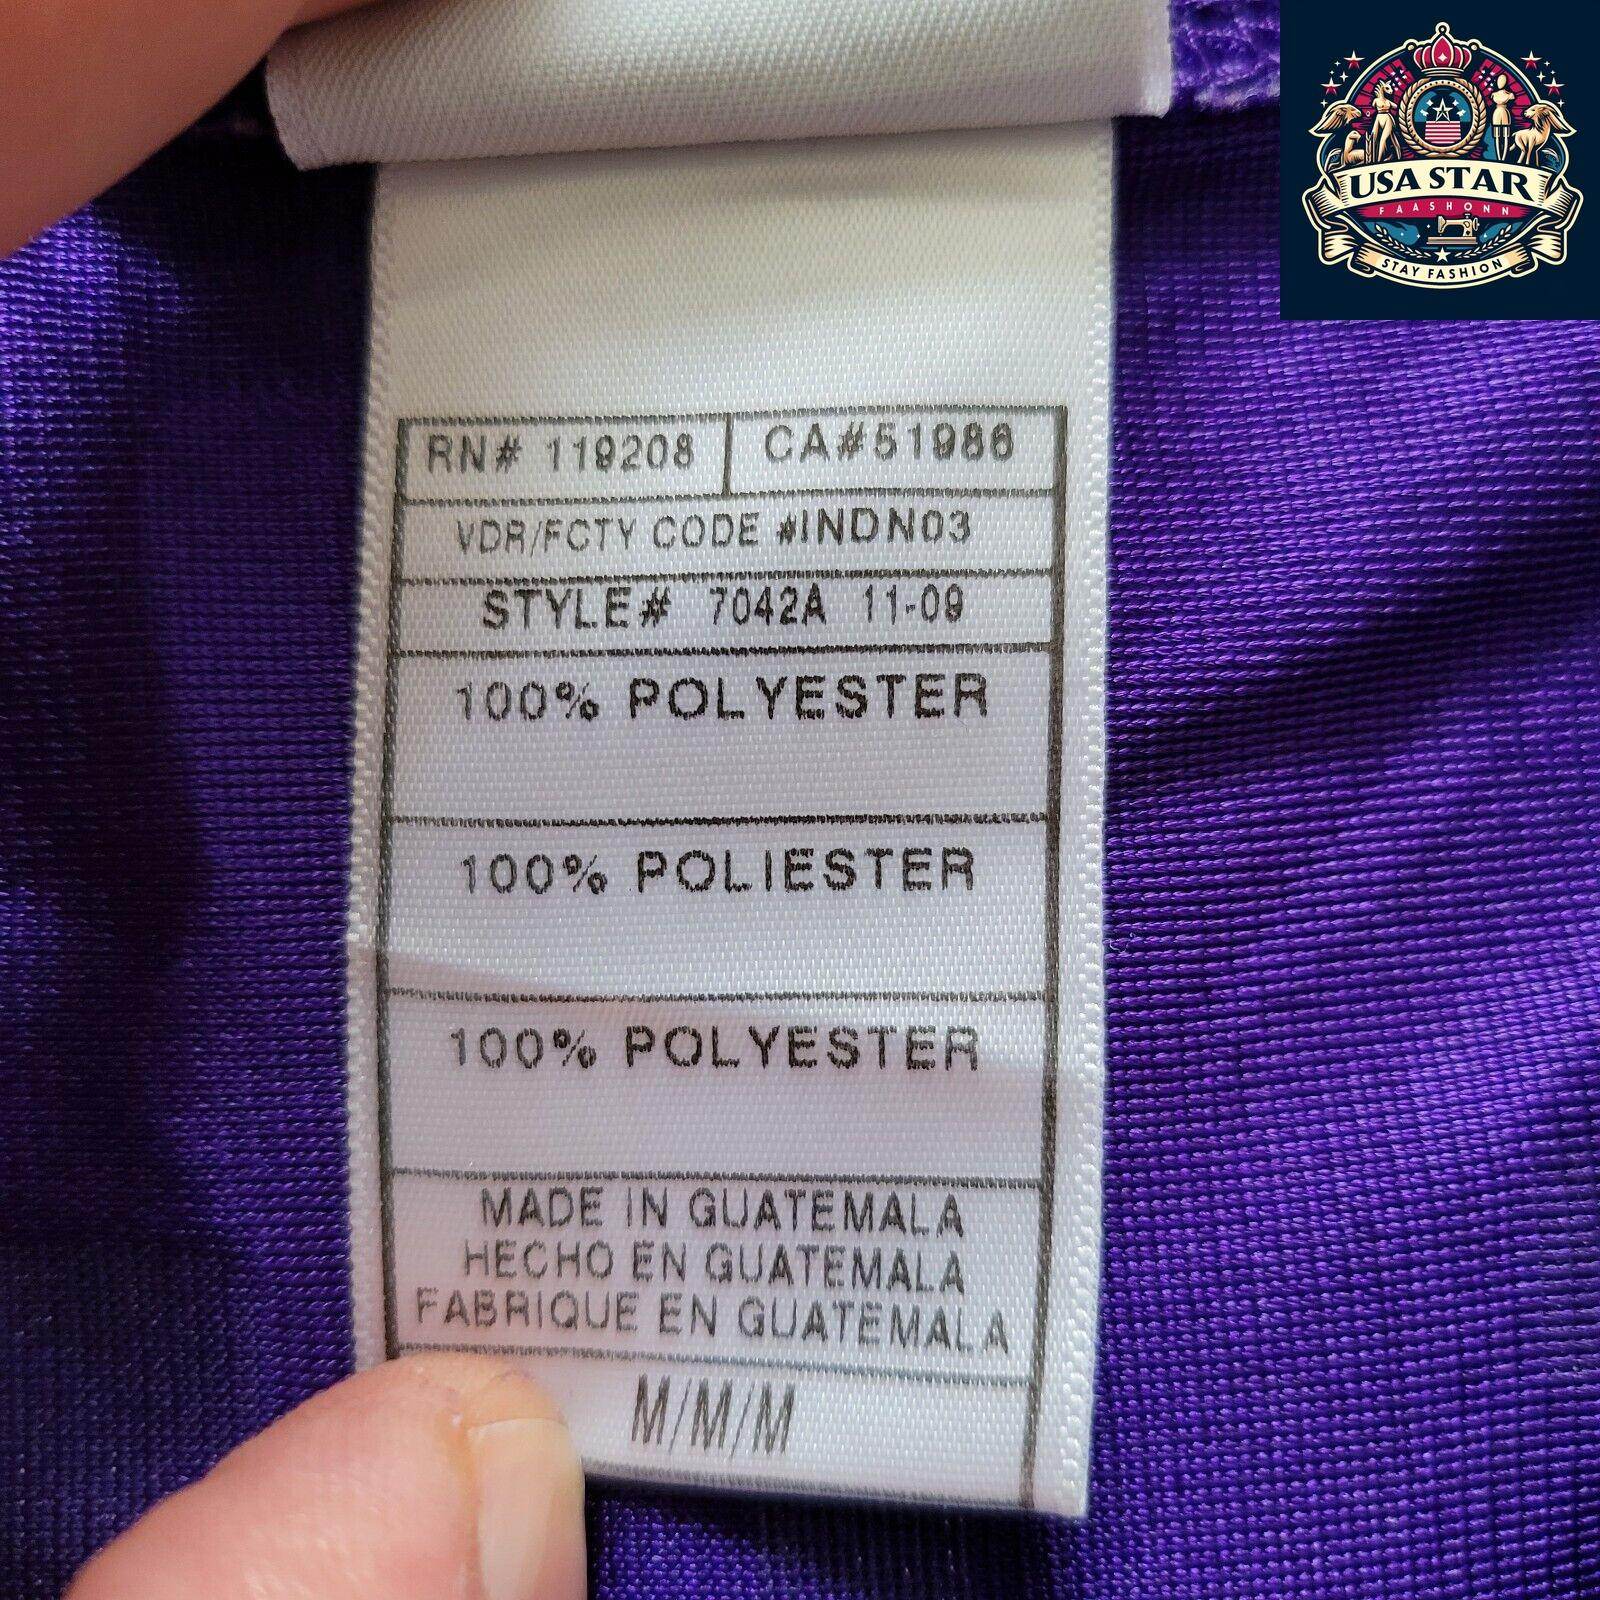 USA STAR
FAASHONN
STAY FASHION
RN# 119208 CA#51986
VDR/FCTY CODE #INDN03
STYLE# 7042A 11-09
100% POLYESTER
100% POLIESTER
100% POLYESTER
MADE IN GUATEMALA
HECHO EN GUATEMALA
FABRIQUE EN GUATEMALA
M/M/M